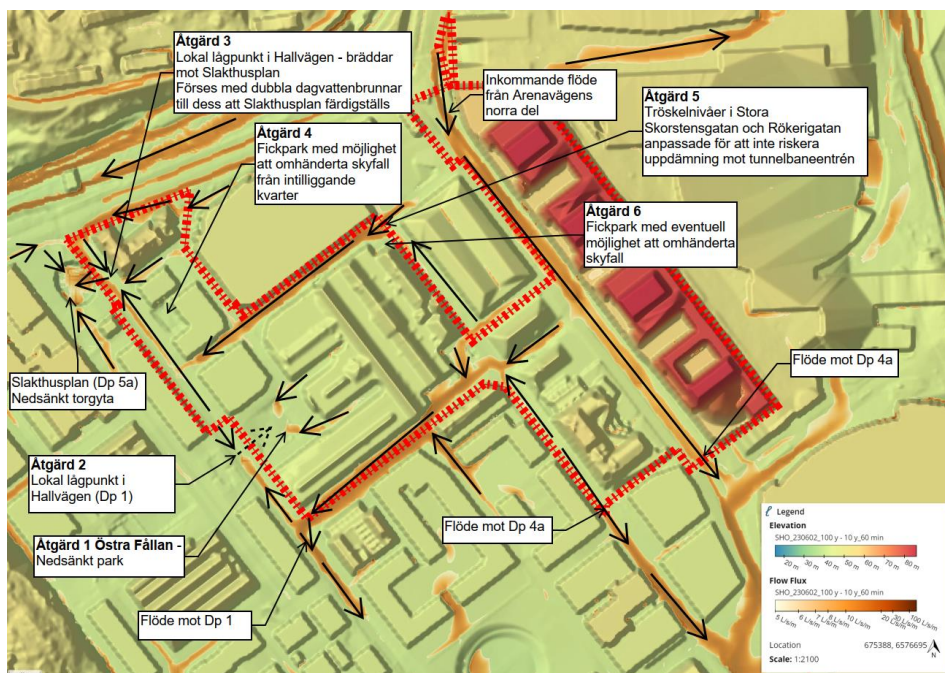 Åtgärd 3
Lokal lågpunkt i Hallvägen - bräddar
mot Slakthusplan
Förses med dubbla dagvattenbrunnar
till dess att Slakthusplan färdigställs
Inkommande flöde
från Arenavägens
norra del
Åtgärd 5
Tröskelnivåer i Stora
Skorstensgatan och Rökerigatan
anpassade för att inte riskera
uppdämning mot tunnelbaneentrén
Åtgärd 4
Fickpark med möjlighet
att omhänderta skyfall
från intilliggande
kvarter
Åtgärd 6
Fickpark med eventuell
möjlighet att omhänderta
skyfall
Slakthusplan (Dp 5a)
Nedsänkt torgyta
Flöde mot Dp 4a
Åtgärd 2
Lokal lågpunkt i
Hallvägen (Dp 1)
Åtgärd 1 Östra Fållan -
Nedsänkt park
Flöde mot Dp 4a
Flöde mot Dp 1
Legend
Elevation
SHO_230602_100 y - 10 y_60 min
20 m 30 m 40 m 50 m 60 m 70 m 80 m
Flow Flux
SHO_230602_100 y - 10 y_60 min
5 L/s/m 6 L/s/m 7 L/s/m 8 L/s/m 10 L/s/m 20 L/s/m 30 L/s/m 100 L/s/m
Location 675388, 6576695
Scale: 1:2100
N